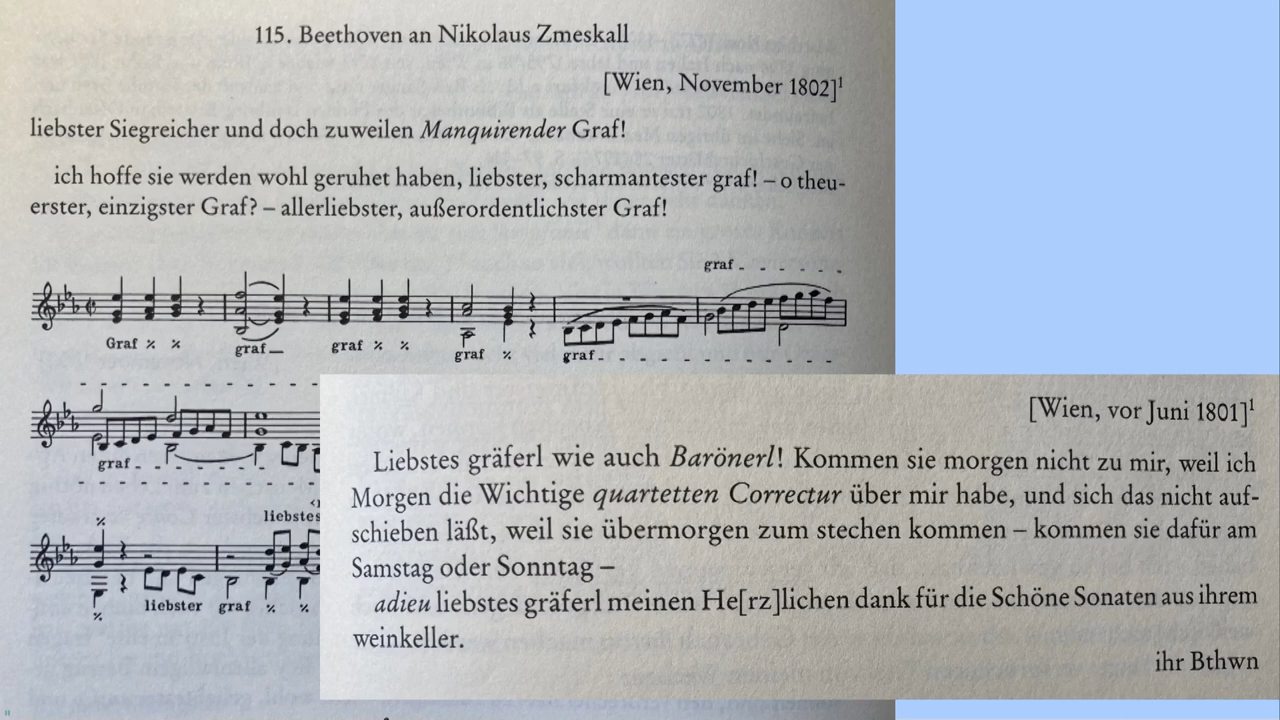 115. Beethoven an Nikolaus Zmeskall
[Wien, November 1802]¹
liebster Siegreicher und doch zuweilen Manquirender Graf!
ich hoffe sie werden wohl geruhet haben, liebster, scharmantester graf! – o theu-
erster, einzigster Graf? – allerliebster, außerordentlichster Graf!
graf - - - - - -
Graf % % graf — graf % % graf % graf - - - - - - - -
graf - - - - - -
% liebstes
liebster graf % %
%
[Wien, vor Juni 1801]¹
Liebstes gräferl wie auch Barönerl! Kommen sie morgen nicht zu mir, weil ich
Morgen die Wichtige quartetten Correctur über mir habe, und sich das nicht auf-
schieben läßt, weil sie übermorgen zum stechen kommen – kommen sie dafür am
Samstag oder Sonntag –
adieu liebstes gräferl meinen He[rz]lichen dank für die Schöne Sonaten aus ihrem
weinkeller.
ihr Bthwn